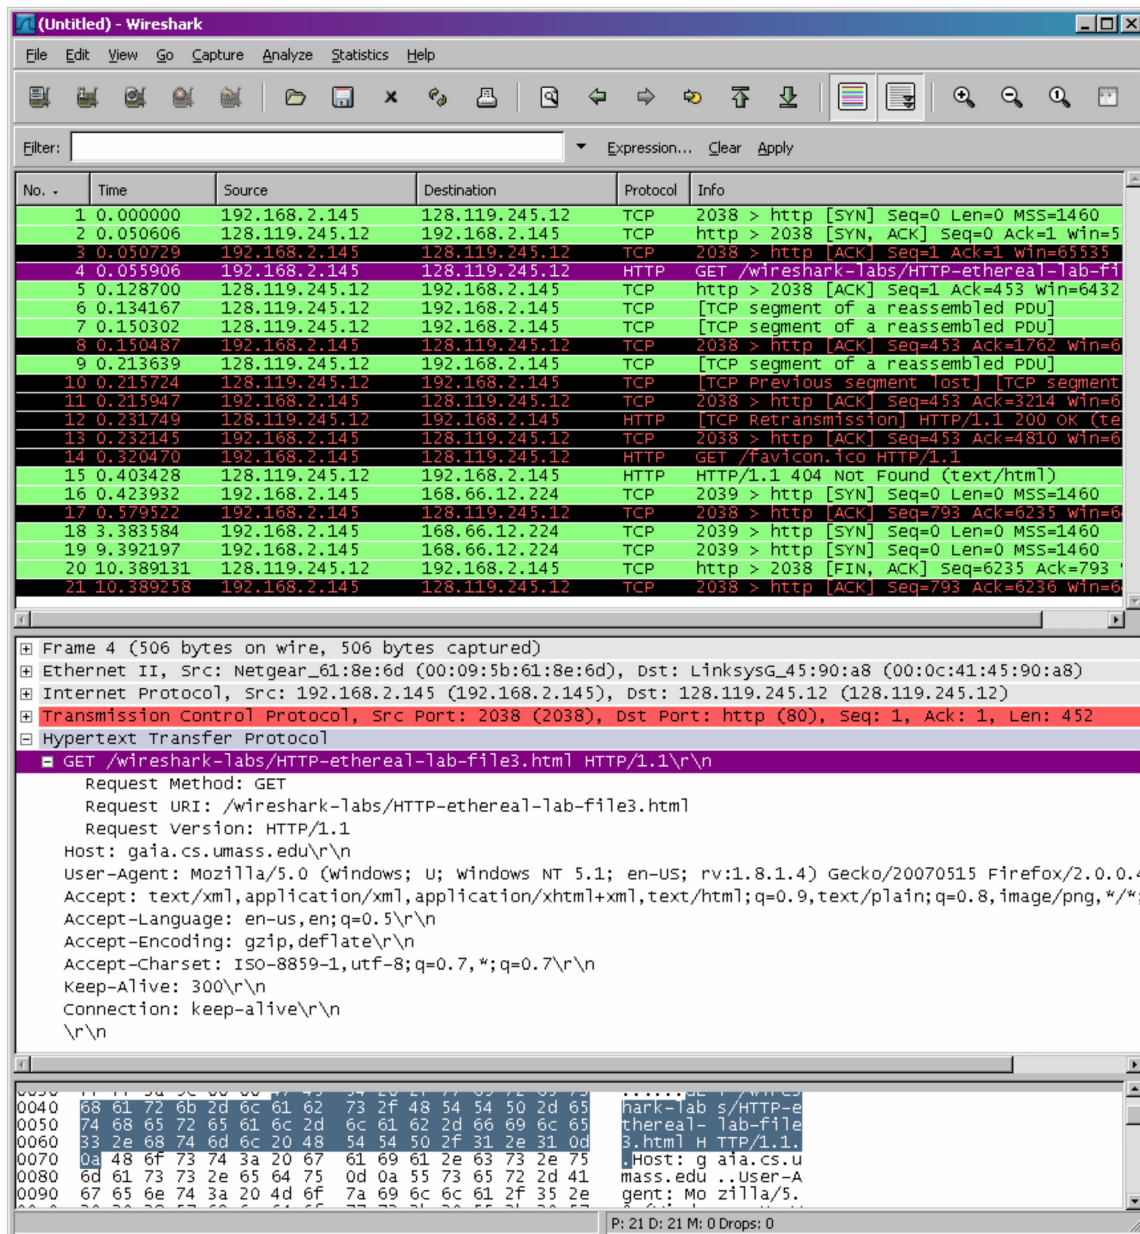 (Untitled) - Wireshark
File Edit View Go Capture Analyze Statistics Help
Filter: Expression... Clear Apply
No. Time Source Destination Protocol Info
1 0.000000 192.168.2.145 128.119.245.12 TCP 2038 > http [SYN] Seq=0 Len=0 MSS=1460
2 0.050606 128.119.245.12 192.168.2.145 TCP http > 2038 [SYN, ACK] Seq=0 Ack=1 Win=5
3 0.050729 192.168.2.145 128.119.245.12 TCP 2038 > http [ACK] Seq=1 Ack=1 Win=65535
4 0.055906 192.168.2.145 128.119.245.12 HTTP GET /wireshark-labs/HTTP-ethereal-lab-fi
5 0.128700 128.119.245.12 192.168.2.145 TCP http > 2038 [ACK] Seq=1 Ack=453 Win=6432
6 0.134167 128.119.245.12 192.168.2.145 TCP [TCP segment of a reassembled PDU]
7 0.150302 128.119.245.12 192.168.2.145 TCP [TCP segment of a reassembled PDU]
8 0.150487 192.168.2.145 128.119.245.12 TCP 2038 > http [ACK] Seq=453 Ack=1762 Win=6
9 0.213639 128.119.245.12 192.168.2.145 TCP [TCP segment of a reassembled PDU]
10 0.215724 128.119.245.12 192.168.2.145 TCP [TCP Previous segment lost] [TCP segment
11 0.215947 192.168.2.145 128.119.245.12 TCP 2038 > http [ACK] Seq=453 Ack=3214 Win=6
12 0.231749 128.119.245.12 192.168.2.145 HTTP [TCP Retransmission] HTTP/1.1 200 OK (te
13 0.232145 192.168.2.145 128.119.245.12 TCP 2038 > http [ACK] Seq=453 Ack=4810 Win=6
14 0.320470 192.168.2.145 128.119.245.12 HTTP GET /favicon.ico HTTP/1.1
15 0.403428 128.119.245.12 192.168.2.145 HTTP HTTP/1.1 404 Not Found (text/html)
16 0.423932 192.168.2.145 168.66.12.224 TCP 2039 > http [SYN] Seq=0 Len=0 MSS=1460
17 0.579522 192.168.2.145 128.119.245.12 TCP 2038 > http [ACK] Seq=793 Ack=6235 Win=6
18 3.383584 192.168.2.145 168.66.12.224 TCP 2039 > http [SYN] Seq=0 Len=0 MSS=1460
19 9.392197 192.168.2.145 168.66.12.224 TCP 2039 > http [SYN] Seq=0 Len=0 MSS=1460
20 10.389131 128.119.245.12 192.168.2.145 TCP http > 2038 [FIN, ACK] Seq=6235 Ack=793
21 10.389258 192.168.2.145 128.119.245.12 TCP 2038 > http [ACK] Seq=793 Ack=6236 Win=6
Frame 4 (506 bytes on wire, 506 bytes captured)
Ethernet II, Src: Netgear_61:8e:6d (00:09:5b:61:8e:6d), Dst: LinksysG_45:90:a8 (00:0c:41:45:90:a8)
Internet Protocol, Src: 192.168.2.145 (192.168.2.145), Dst: 128.119.245.12 (128.119.245.12)
Transmission Control Protocol, Src Port: 2038 (2038), Dst Port: http (80), Seq: 1, Ack: 1, Len: 452
Hypertext Transfer Protocol
GET /wireshark-labs/HTTP-ethereal-lab-file3.html HTTP/1.1\r\n
Request Method: GET
Request URI: /wireshark-labs/HTTP-ethereal-lab-file3.html
Request Version: HTTP/1.1
Host: gaia.cs.umass.edu\r\n
User-Agent: Mozilla/5.0 (Windows; U; Windows NT 5.1; en-US; rv:1.8.1.4) Gecko/20070515 Firefox/2.0.0.4
Accept: text/xml,application/xml,application/xhtml+xml,text/html;q=0.9,text/plain;q=0.8,image/png,*/*;
Accept-Language: en-us,en;q=0.5\r\n
Accept-Encoding: gzip,deflate\r\n
Accept-Charset: ISO-8859-1,utf-8;q=0.7,*;q=0.7\r\n
Keep-Alive: 300\r\n
Connection: keep-alive\r\n
\r\n
0040 68 61 72 6b 2d 6c 61 62 73 2f 48 54 54 50 2d 65 hark-lab s/HTTP-e
0050 74 68 65 72 65 61 6c 2d 6c 61 62 2d 66 69 6c 65 thereal- lab-file
0060 33 2e 68 74 6d 6c 20 48 54 54 50 2f 31 2e 31 0d 3.html H TTP/1.1.
0070 0a 48 6f 73 74 3a 20 67 61 69 61 2e 63 73 2e 75 .Host: g aia.cs.u
0080 6d 61 73 73 2e 65 64 75 0d 0a 55 73 65 72 2d 41 mass.edu ..User-A
0090 67 65 6e 74 3a 20 4d 6f 7a 69 6c 6c 61 2f 35 2e gent: Mo zilla/5.
P: 21 D: 21 M: 0 Drops: 0